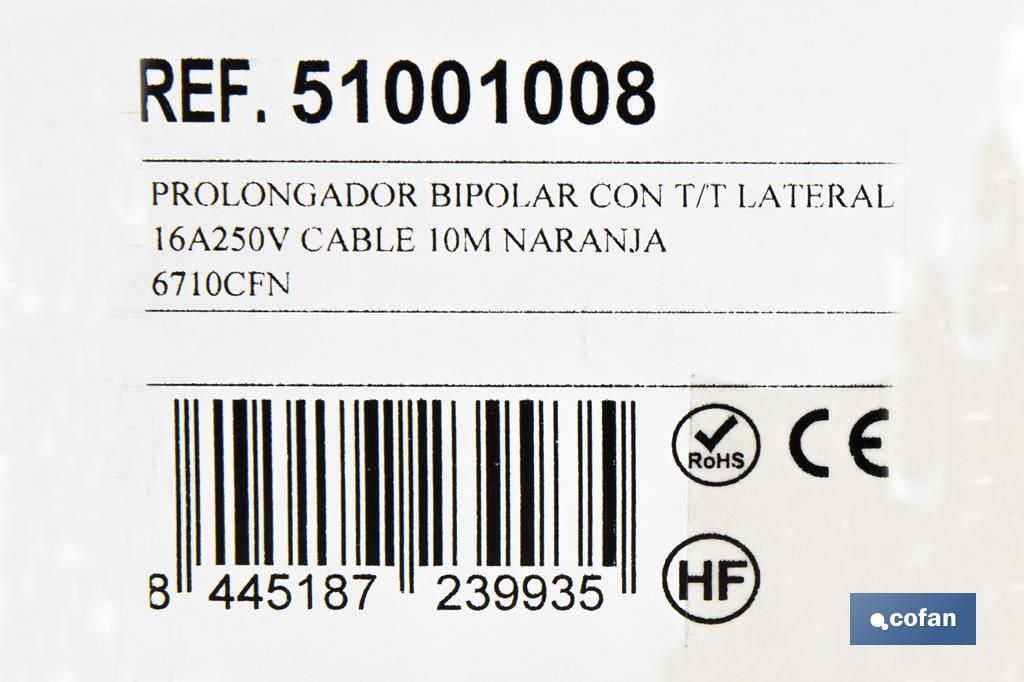 REF. 51001008
PROLONGADOR BIPOLAR CON T/T LATERAL
16A250V CABLE 10M NARANJA
6710CFN
8 445187 239935
RoHS
CE
HF
cofan